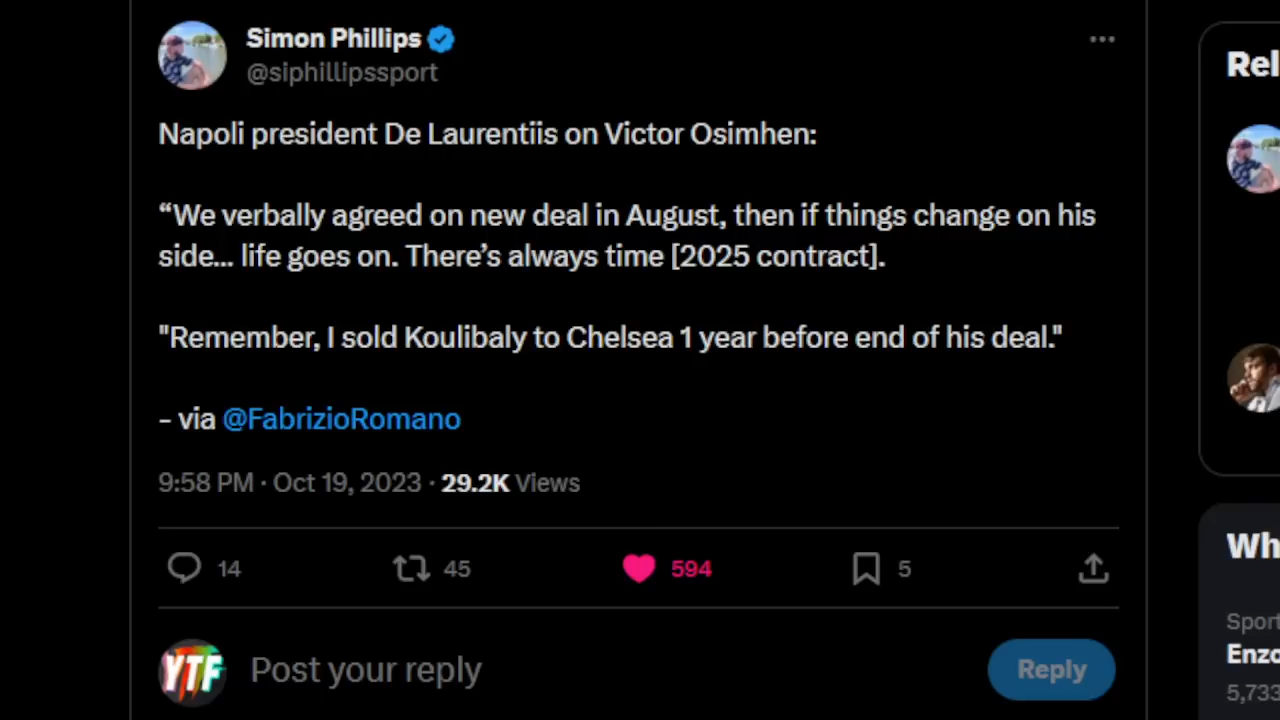 Simon Phillips
@siphillipssport
Napoli president De Laurentiis on Victor Osimhen:
“We verbally agreed on new deal in August, then if things change on his
side... life goes on. There’s always time [2025 contract].
"Remember, I sold Koulibaly to Chelsea 1 year before end of his deal."
– via @FabrizioRomano
9:58 PM · Oct 19, 2023 · 29.2K Views
14 45 594 5
YTF Post your reply Reply
Rel
Wh
Sport
Enzo
5,733